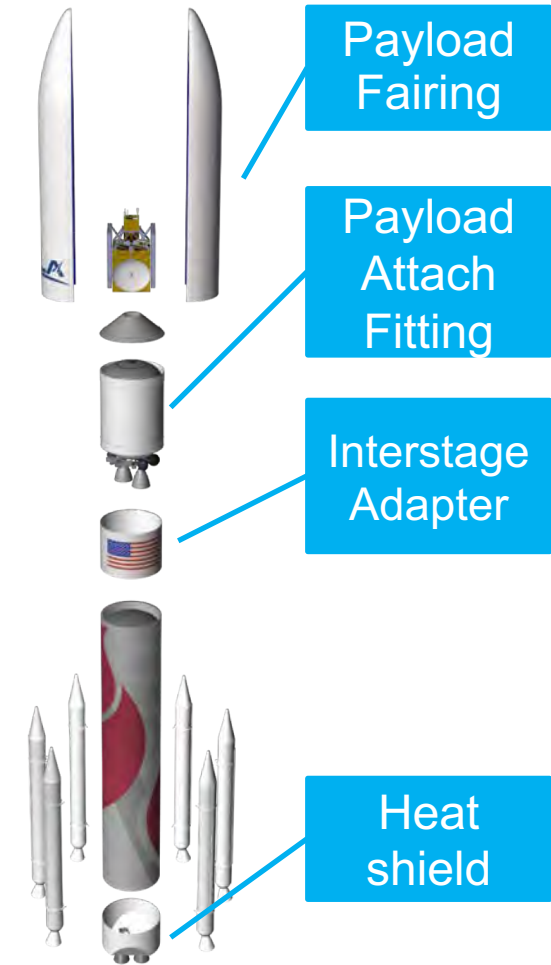 Payload
Fairing
Payload
Attach
Fitting
Interstage
Adapter
Heat
shield